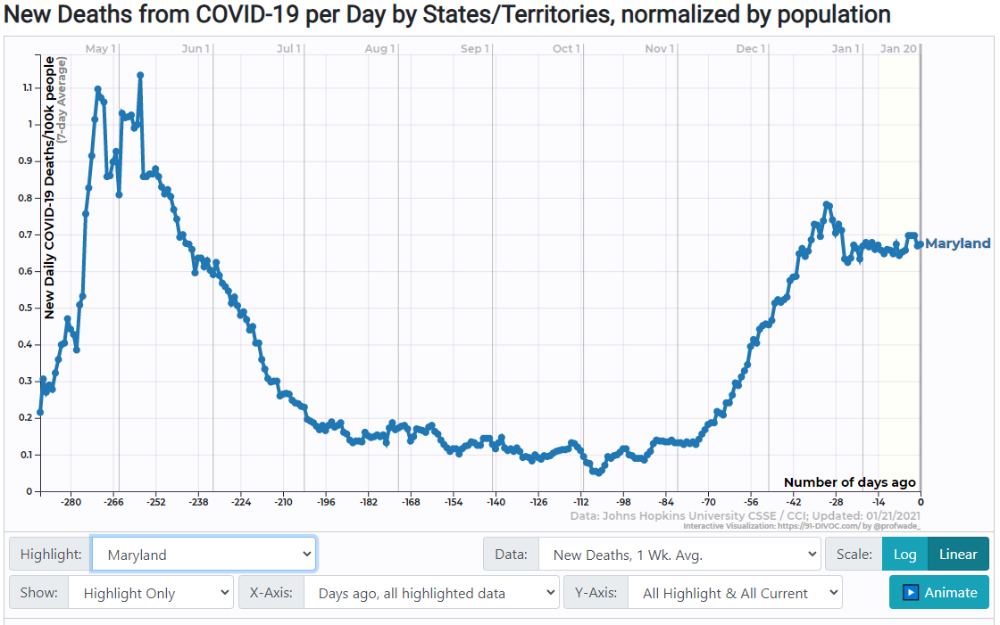 New Deaths from COVID-19 per Day by States/Territories, normalized by population
May 1 Jun 1 Jul 1 Aug 1 Sep 1 Oct 1 Nov 1 Dec 1 Jan 1 Jan 20
New Daily COVID-19 Deaths/100k people
(7-day Average)
1.1
1
0.9
0.8
0.7
Maryland
0.6
0.5
0.4
0.3
0.2
0.1
Number of days ago
0
-280 -266 -252 -238 -224 -210 -196 -182 -168 -154 -140 -126 -112 -98 -84 -70 -56 -42 -28 -14 0
Data: Johns Hopkins University CSSE / CCI; Updated: 01/21/2021
Interactive Visualization: https://91-DIVOC.com/ by @profwade_
Highlight: Maryland Data: New Deaths, 1 Wk. Avg. Scale: Log Linear
Show: Highlight Only X-Axis: Days ago, all highlighted data Y-Axis: All Highlight & All Current Animate